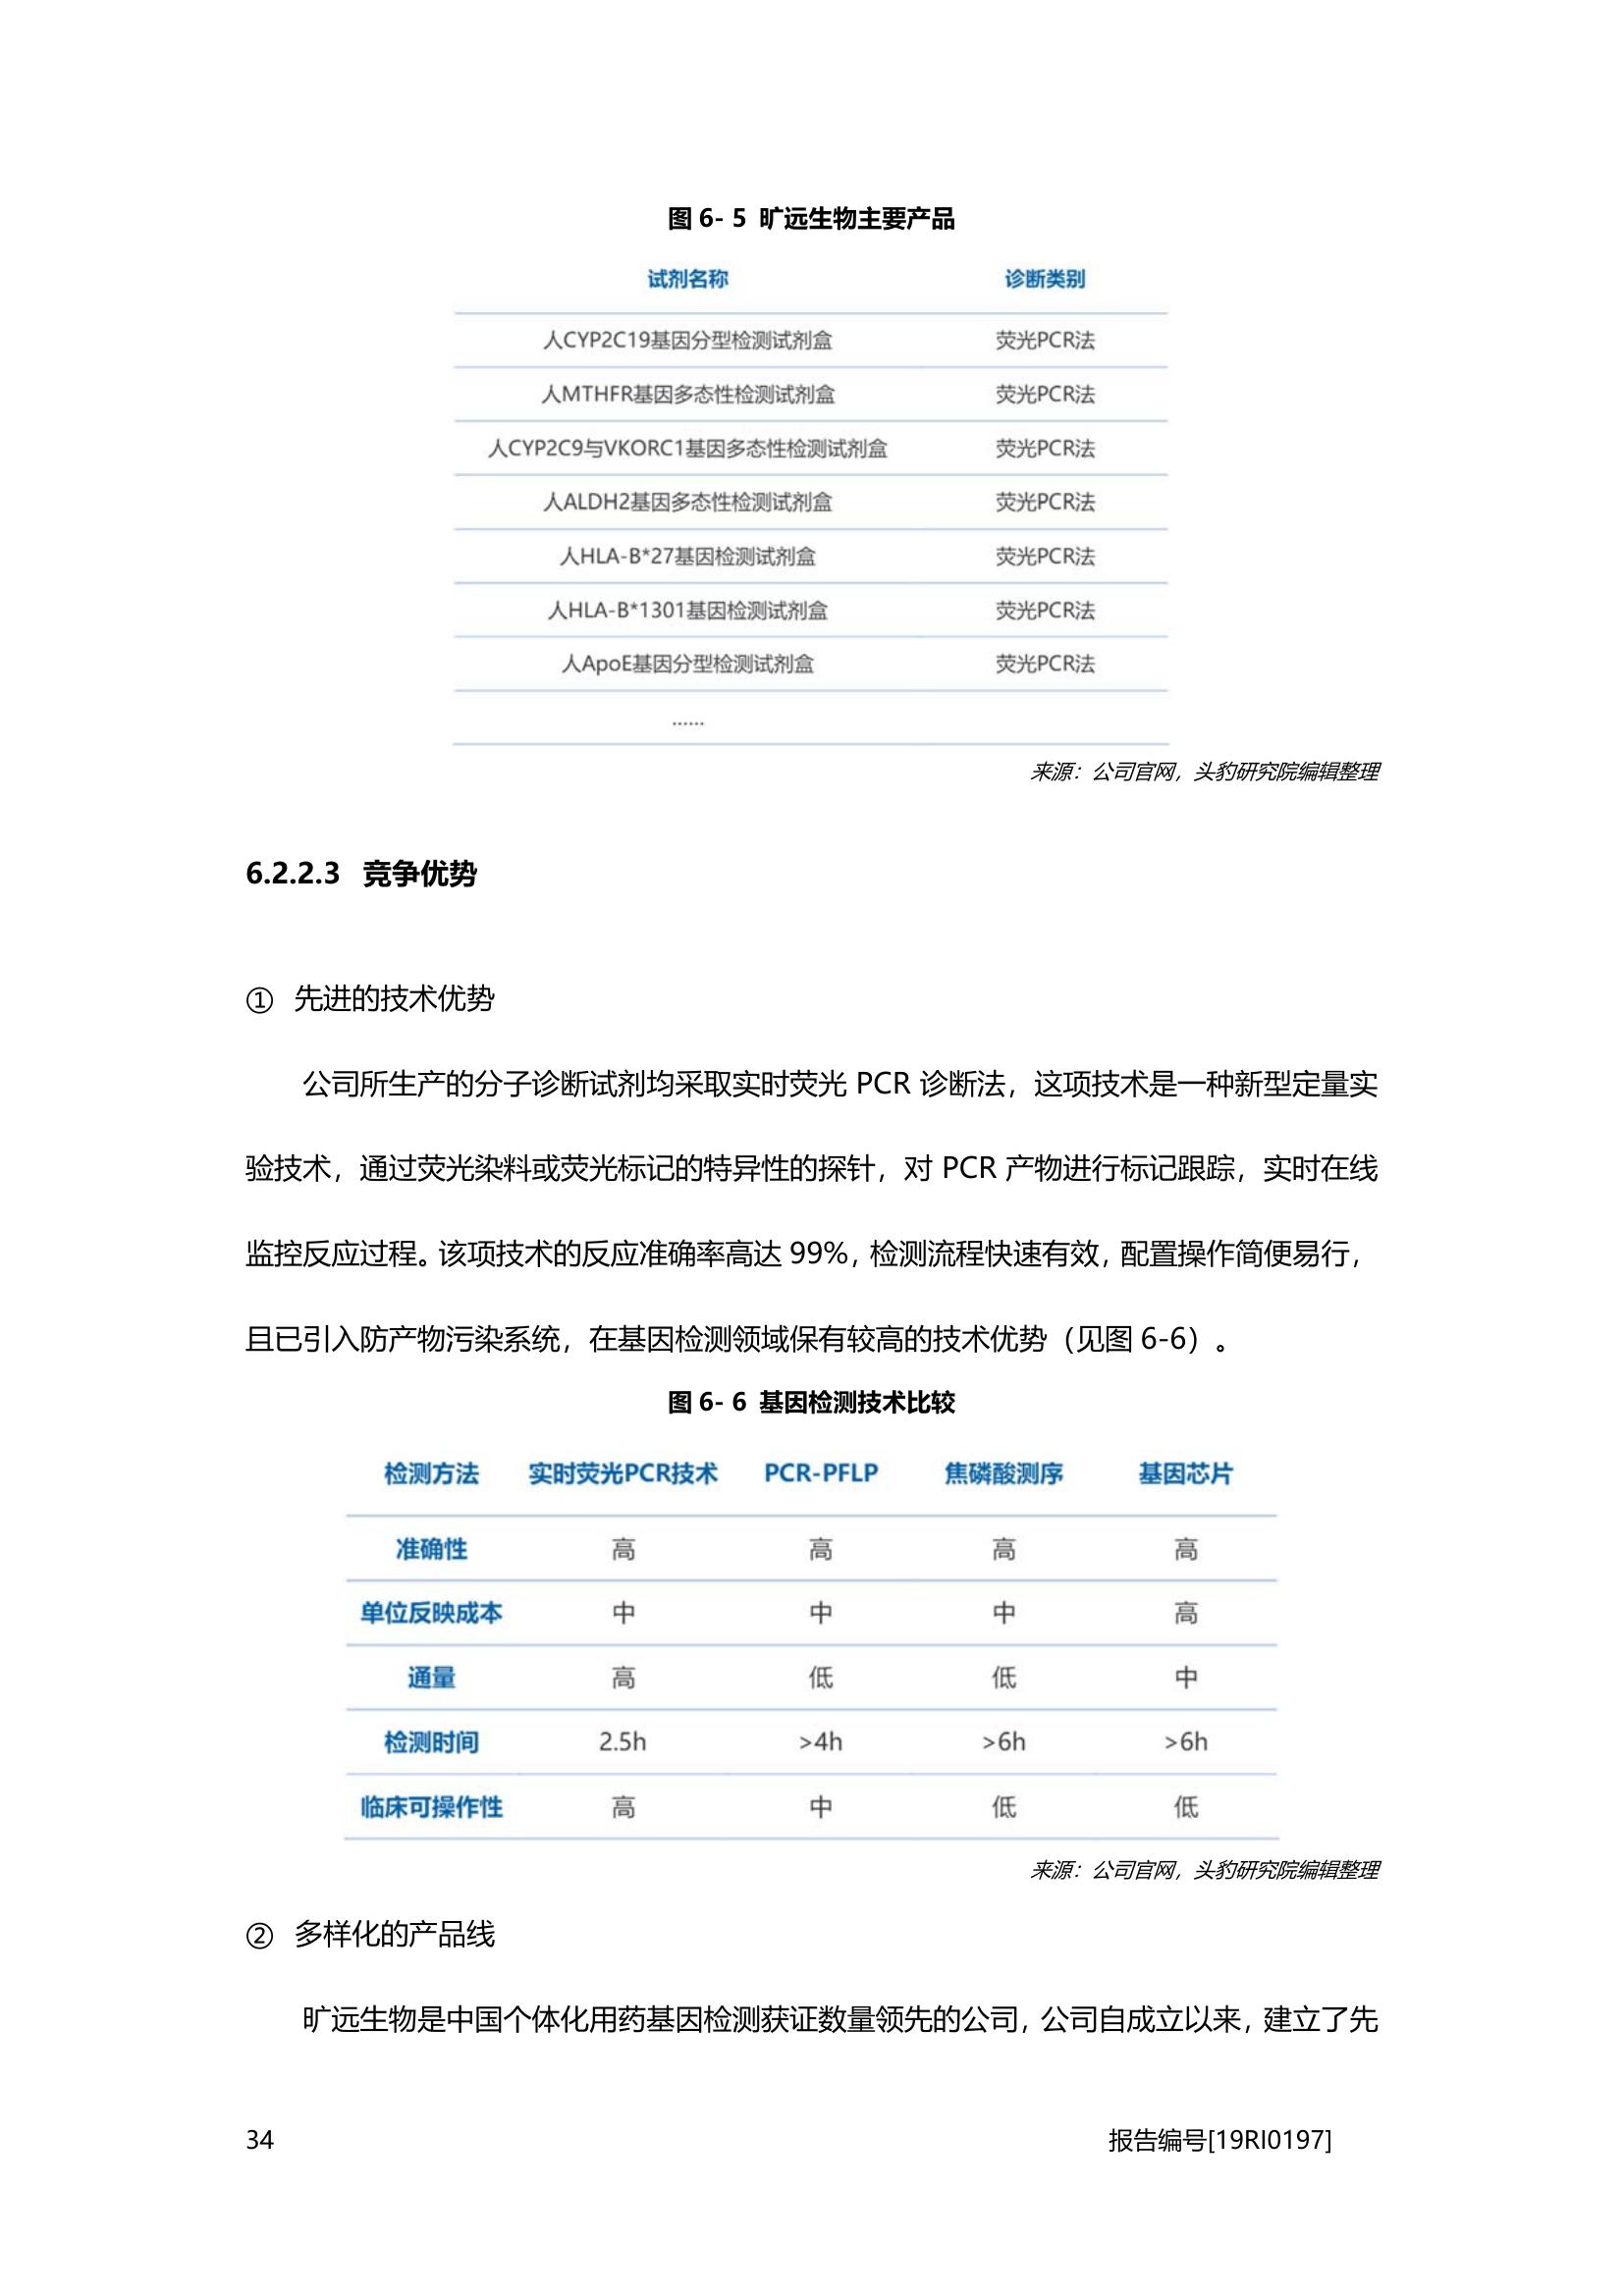 图 6- 5 旷远生物主要产品
试剂名称 诊断类别
人CYP2C19基因分型检测试剂盒 荧光PCR法
人MTHFR基因多态性检测试剂盒 荧光PCR法
人CYP2C9与VKORC1基因多态性检测试剂盒 荧光PCR法
人ALDH2基因多态性检测试剂盒 荧光PCR法
人HLA-B*27基因检测试剂盒 荧光PCR法
人HLA-B*1301基因检测试剂盒 荧光PCR法
人ApoE基因分型检测试剂盒 荧光PCR法
......
来源：公司官网，头豹研究院编辑整理
6.2.2.3 竞争优势
① 先进的技术优势
公司所生产的分子诊断试剂均采取实时荧光 PCR 诊断法，这项技术是一种新型定量实
验技术，通过荧光染料或荧光标记的特异性的探针，对 PCR 产物进行标记跟踪，实时在线
监控反应过程。该项技术的反应准确率高达 99%，检测流程快速有效，配置操作简便易行，
且已引入防产物污染系统，在基因检测领域保有较高的技术优势（见图 6-6）。
图 6- 6 基因检测技术比较
检测方法 实时荧光PCR技术 PCR-PFLP 焦磷酸测序 基因芯片
准确性 高 高 高 高
单位反映成本 中 中 中 高
通量 高 低 低 中
检测时间 2.5h >4h >6h >6h
临床可操作性 高 中 低 低
来源：公司官网，头豹研究院编辑整理
② 多样化的产品线
旷远生物是中国个体化用药基因检测获证数量领先的公司，公司自成立以来，建立了先
34 报告编号[19RI0197]